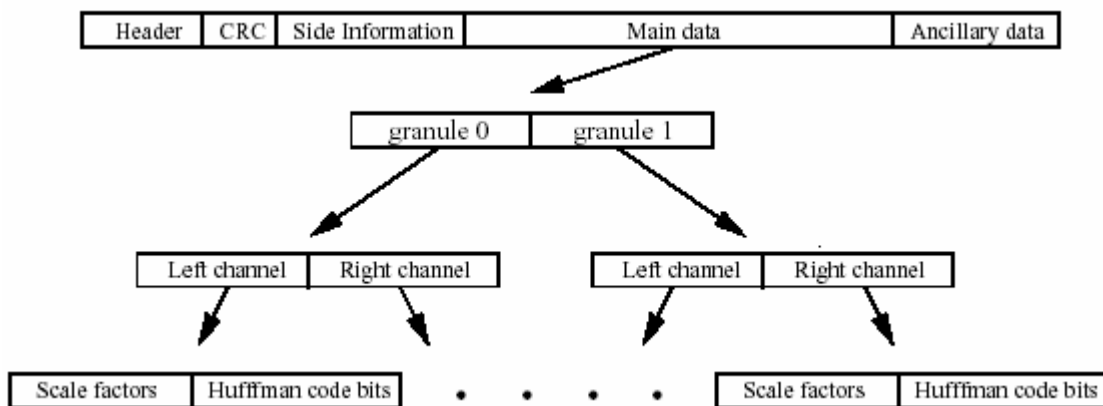 Header CRC Side Information Main data Ancillary data
granule 0 granule 1
Left channel Right channel Left channel Right channel
Scale factors Hufffman code bits . . . . Scale factors Hufffman code bits